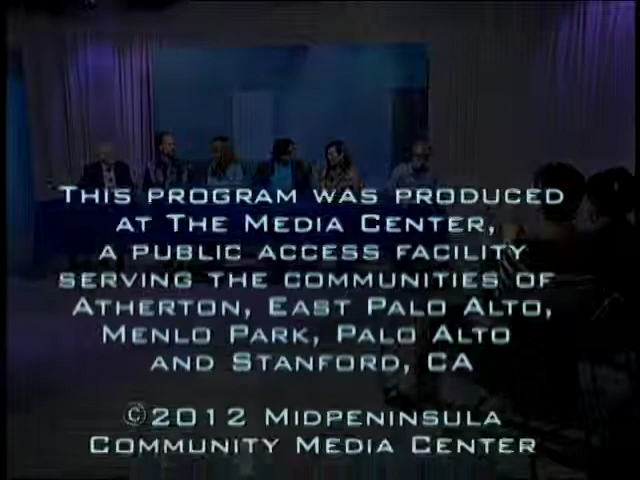 THIS PROGRAM WAS PRODUCED
AT THE MEDIA CENTER,
A PUBLIC ACCESS FACILITY
SERVING THE COMMUNITIES OF
ATHERTON, EAST PALO ALTO,
MENLO PARK, PALO ALTO
AND STANFORD, CA
©2012 MIDPENINSULA
COMMUNITY MEDIA CENTER